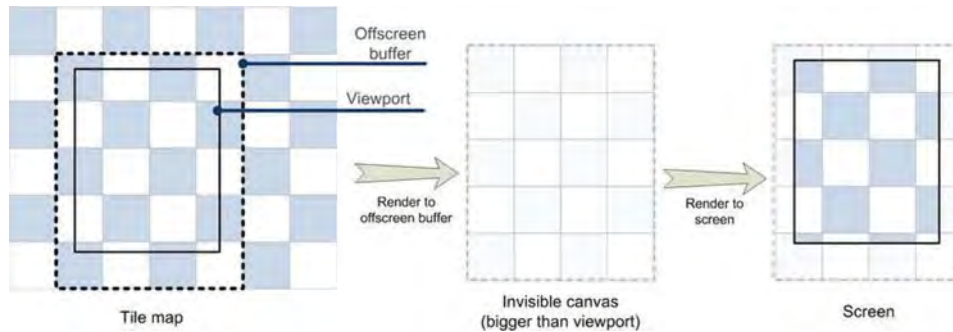 Offscreen
buffer
Viewport
Render to
offscreen buffer
Render to
screen
Tile map
Invisible canvas
(bigger than viewport)
Screen